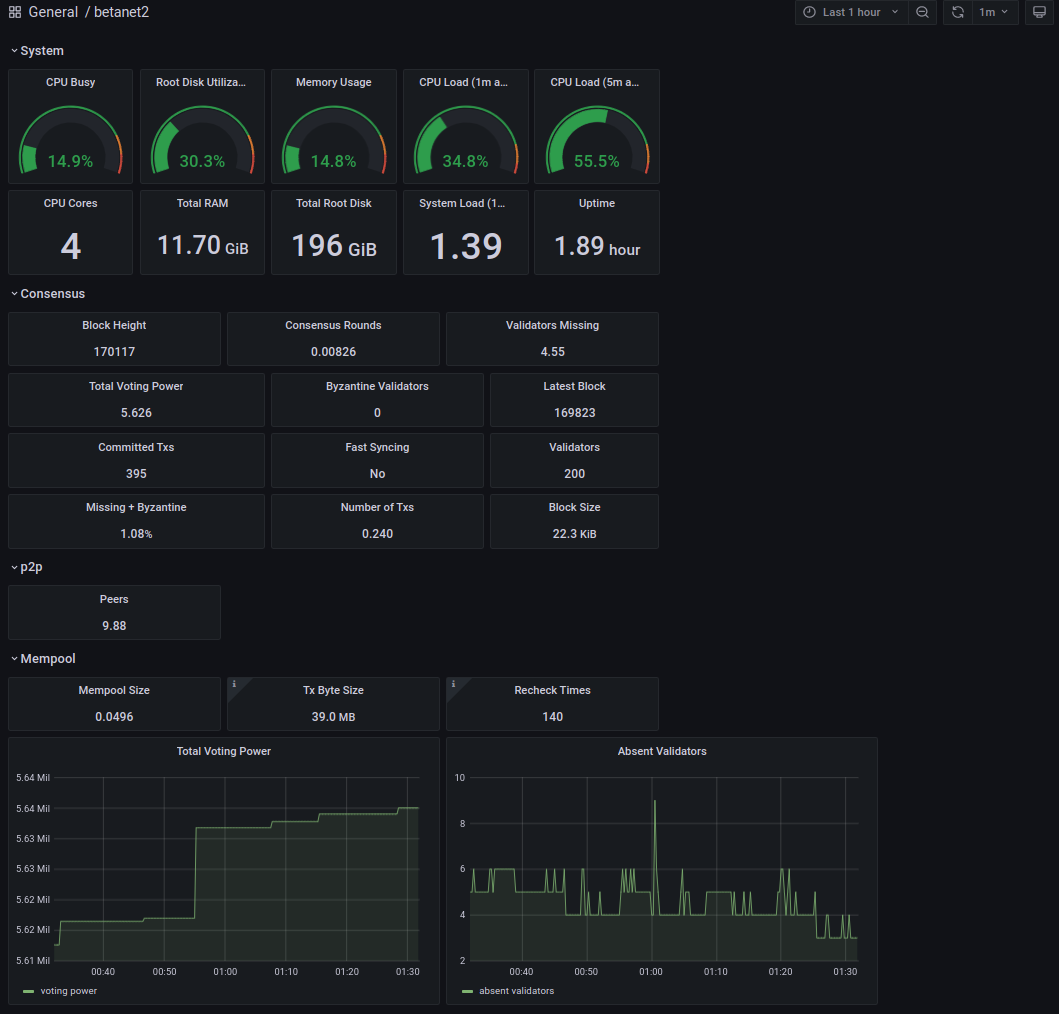 General / betanet2
Last 1 hour
1m
System
CPU Busy
Root Disk Utiliza...
Memory Usage
CPU Load (1m a...
CPU Load (5m a...
14.9%
30.3%
14.8%
34.8%
55.5%
CPU Cores
Total RAM
Total Root Disk
System Load (1...
Uptime
4
11.70 GiB
196 GiB
1.39
1.89 hour
Consensus
Block Height
Consensus Rounds
Validators Missing
170117
0.00826
4.55
Total Voting Power
Byzantine Validators
Latest Block
5.626
0
169823
Committed Txs
Fast Syncing
Validators
395
No
200
Missing + Byzantine
Number of Txs
Block Size
1.08%
0.240
22.3 KiB
p2p
Peers
9.88
Mempool
Mempool Size
Tx Byte Size
Recheck Times
0.0496
39.0 MB
140
Total Voting Power
5.64 Mil
5.64 Mil
5.63 Mil
5.63 Mil
5.62 Mil
5.62 Mil
5.61 Mil
00:40 00:50 01:00 01:10 01:20 01:30
voting power
Absent Validators
10
8
6
4
2
00:40 00:50 01:00 01:10 01:20 01:30
absent validators